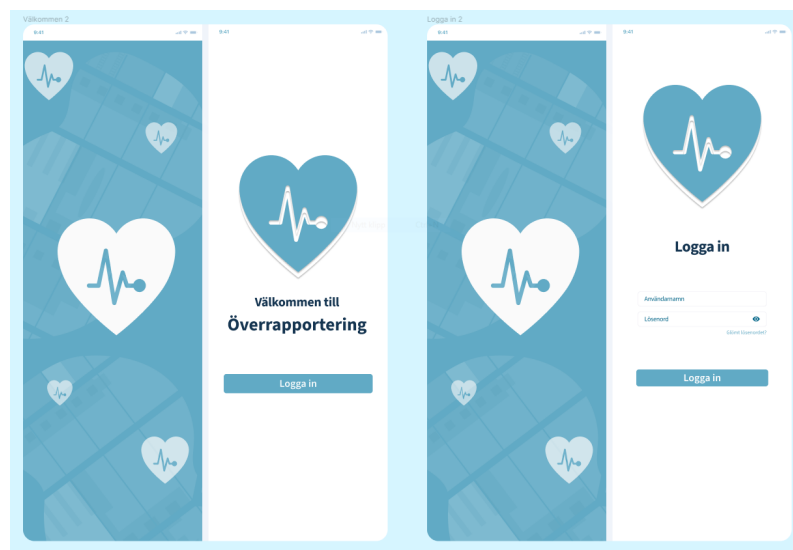 Välkommen 2
9:41
9:41
Välkommen till
Överrapportering
Logga in
Logga in 2
9:41
9:41
Logga in
Användarnamn
Lösenord
Glömt lösenordet?
Logga in